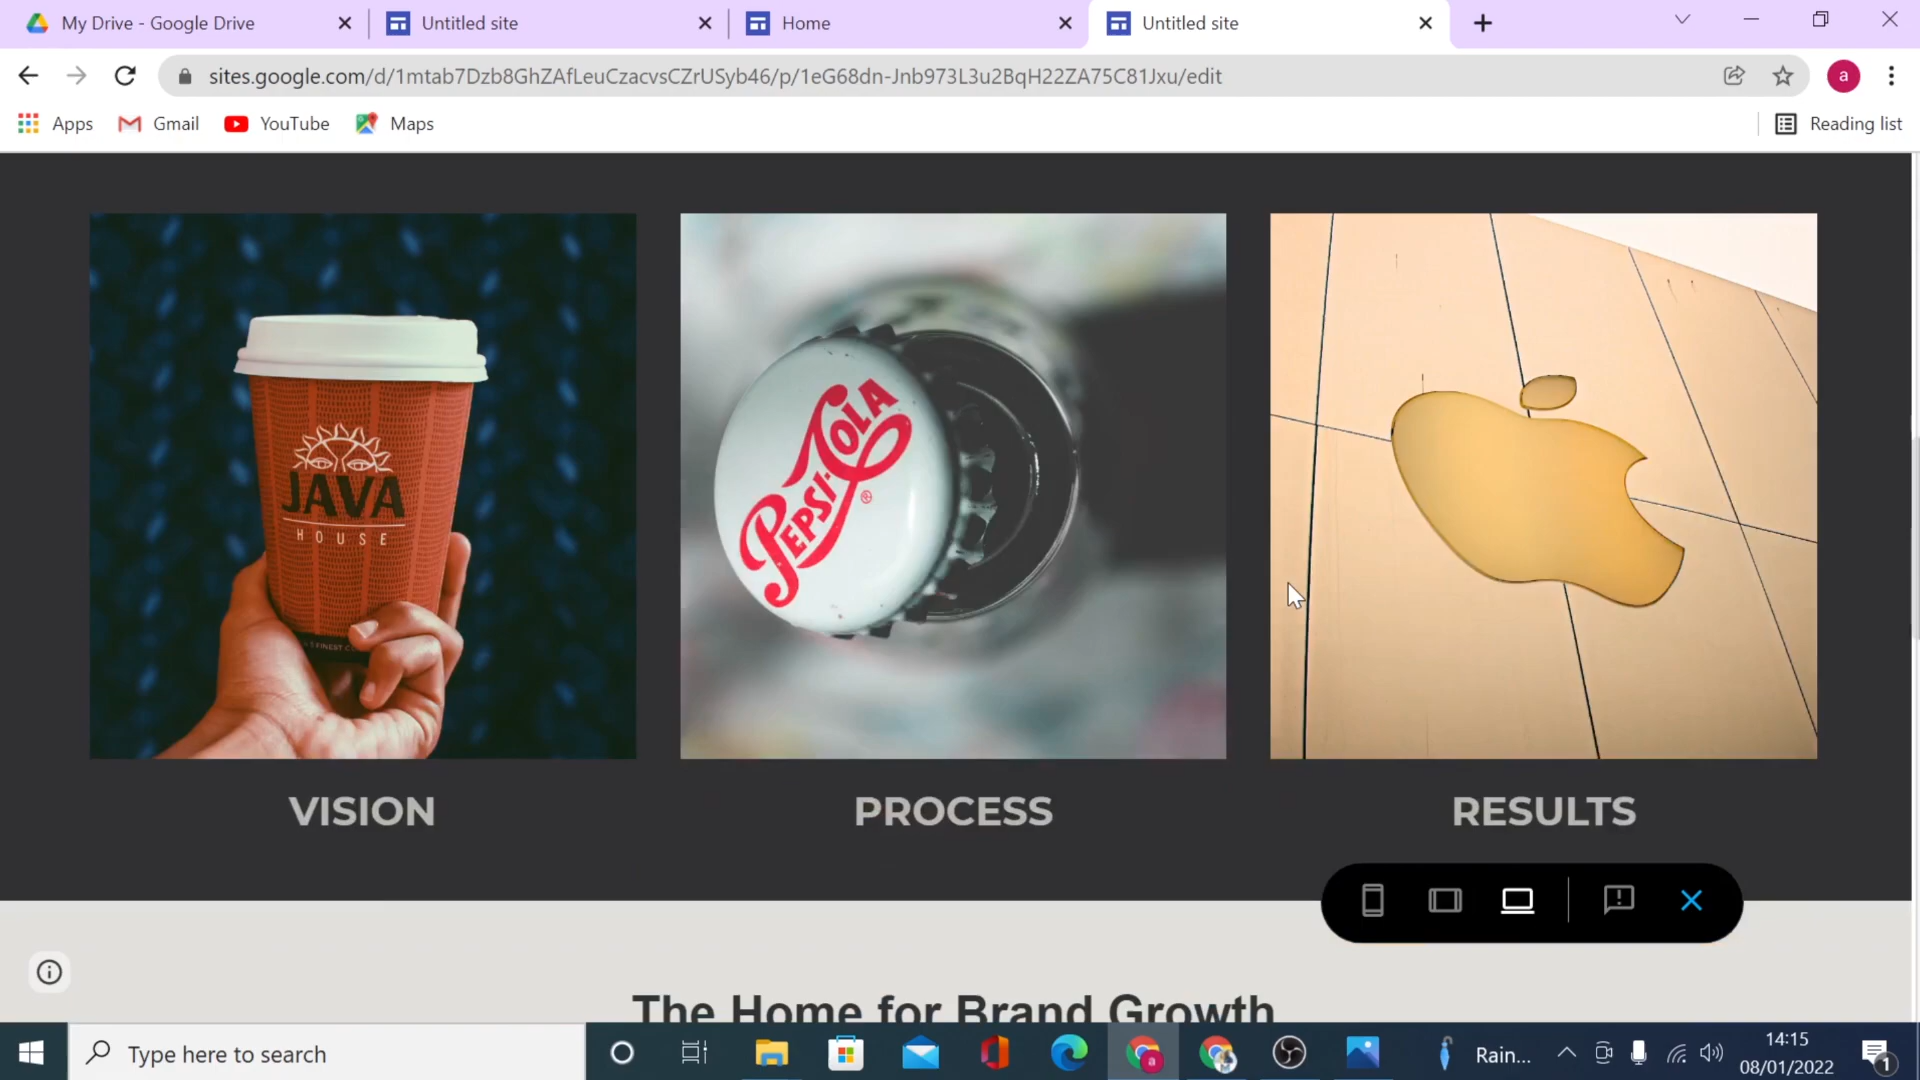 My Drive - Google Drive
Untitled site
Home
Untitled site
sites.google.com/d/1mtab7Dzb8GhZAfLeuCzacvsCZrUSyb46/p/1eG68dn-Jnb973L3u2BqH22ZA75C81Jxu/edit
a
Apps
Gmail
YouTube
Maps
Reading list
JAVA
HOUSE
PEPSI-COLA
®
VISION
PROCESS
RESULTS
The Home for Brand Growth
Type here to search
a
Rain...
14:15
08/01/2022
1